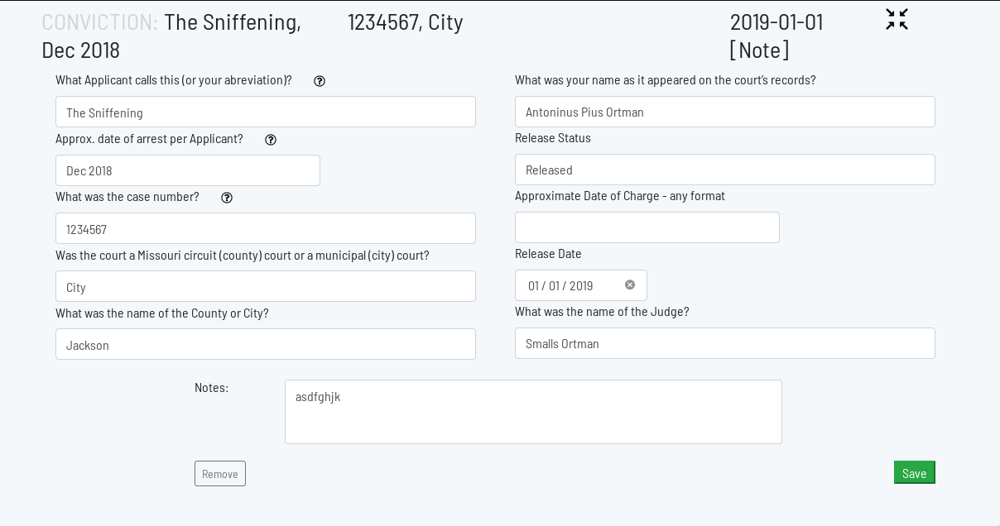 CONVICTION: The Sniffening, 1234567, City 2019-01-01
Dec 2018 [Note]
What Applicant calls this (or your abreviation)?
The Sniffening
Approx. date of arrest per Applicant?
Dec 2018
What was the case number?
1234567
Was the court a Missouri circuit (county) court or a municipal (city) court?
City
What was the name of the County or City?
Jackson
What was your name as it appeared on the court's records?
Antoninus Pius Ortman
Release Status
Released
Approximate Date of Charge - any format
Release Date
01 / 01 / 2019
What was the name of the Judge?
Smalls Ortman
Notes:
asdfghjk
Remove
Save